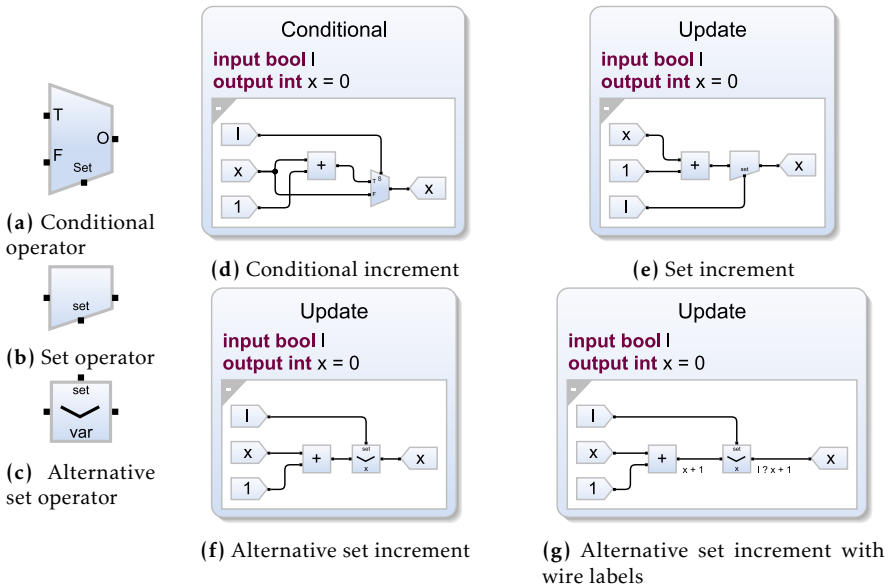 T
F
O
Set
(a) Conditional
operator
set
(b) Set operator
set
var
(c) Alternative
set operator
Conditional
input bool I
output int x = 0
-
I
x
1
+
S
T
F
x
(d) Conditional increment
Update
input bool I
output int x = 0
-
x
1
I
+
set
x
(e) Set increment
Update
input bool I
output int x = 0
-
I
x
1
+
set
x
x
(f) Alternative set increment
Update
input bool I
output int x = 0
-
I
x
1
+
x + 1
set
x
I ? x + 1
x
(g) Alternative set increment with
wire labels